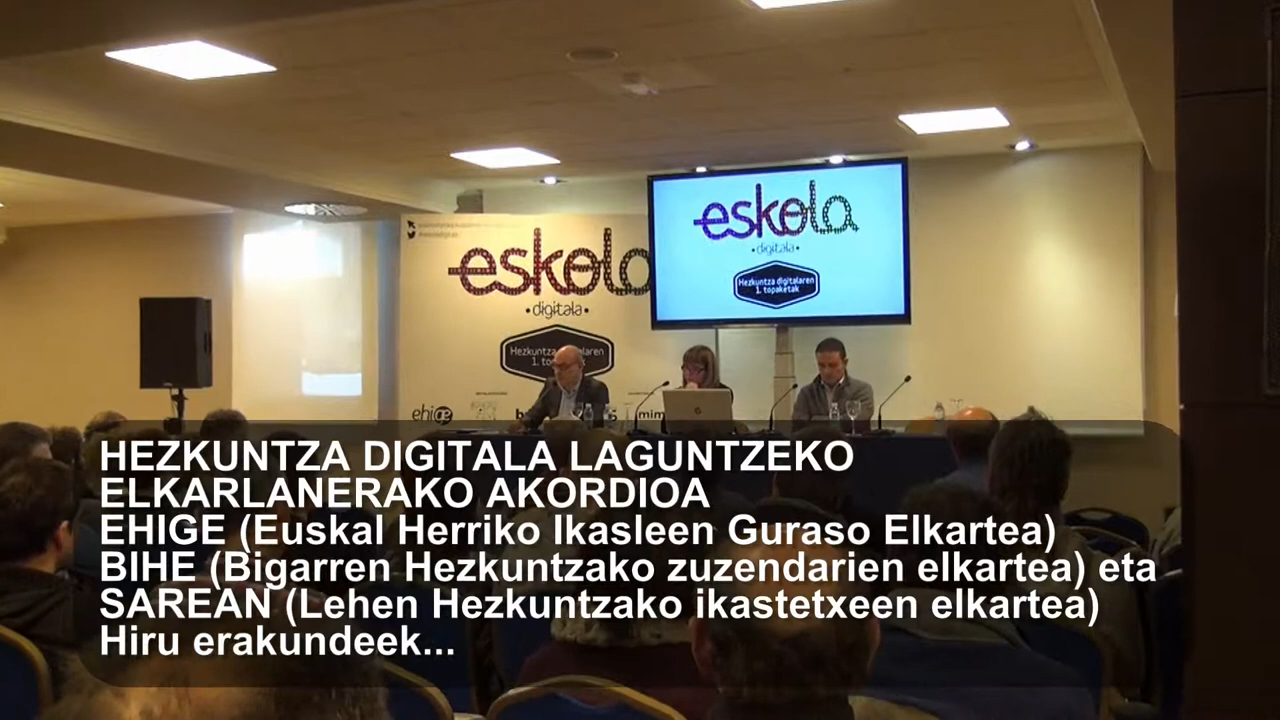 eskola
• digitala •
Hezkuntza digitalaren
1. topaketak
eskola
• digitala •
ehige
HEZKUNTZA DIGITALA LAGUNTZEKO
ELKARLANERAKO AKORDIOA
EHIGE (Euskal Herriko Ikasleen Guraso Elkartea)
BIHE (Bigarren Hezkuntzako zuzendarien elkartea) eta
SAREAN (Lehen Hezkuntzako ikastetxeen elkartea)
Hiru erakundeek...